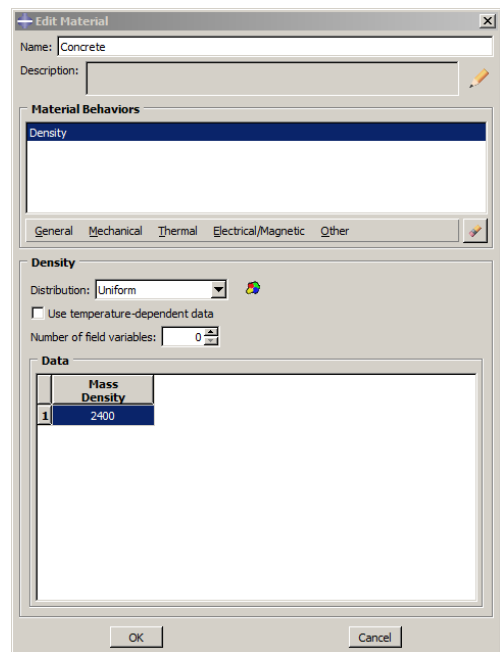 Edit Material
Name: Concrete
Description:
Material Behaviors
Density
General Mechanical Thermal Electrical/Magnetic Other
Density
Distribution: Uniform
Use temperature-dependent data
Number of field variables: 0
Data
Mass
Density
1 2400
OK Cancel